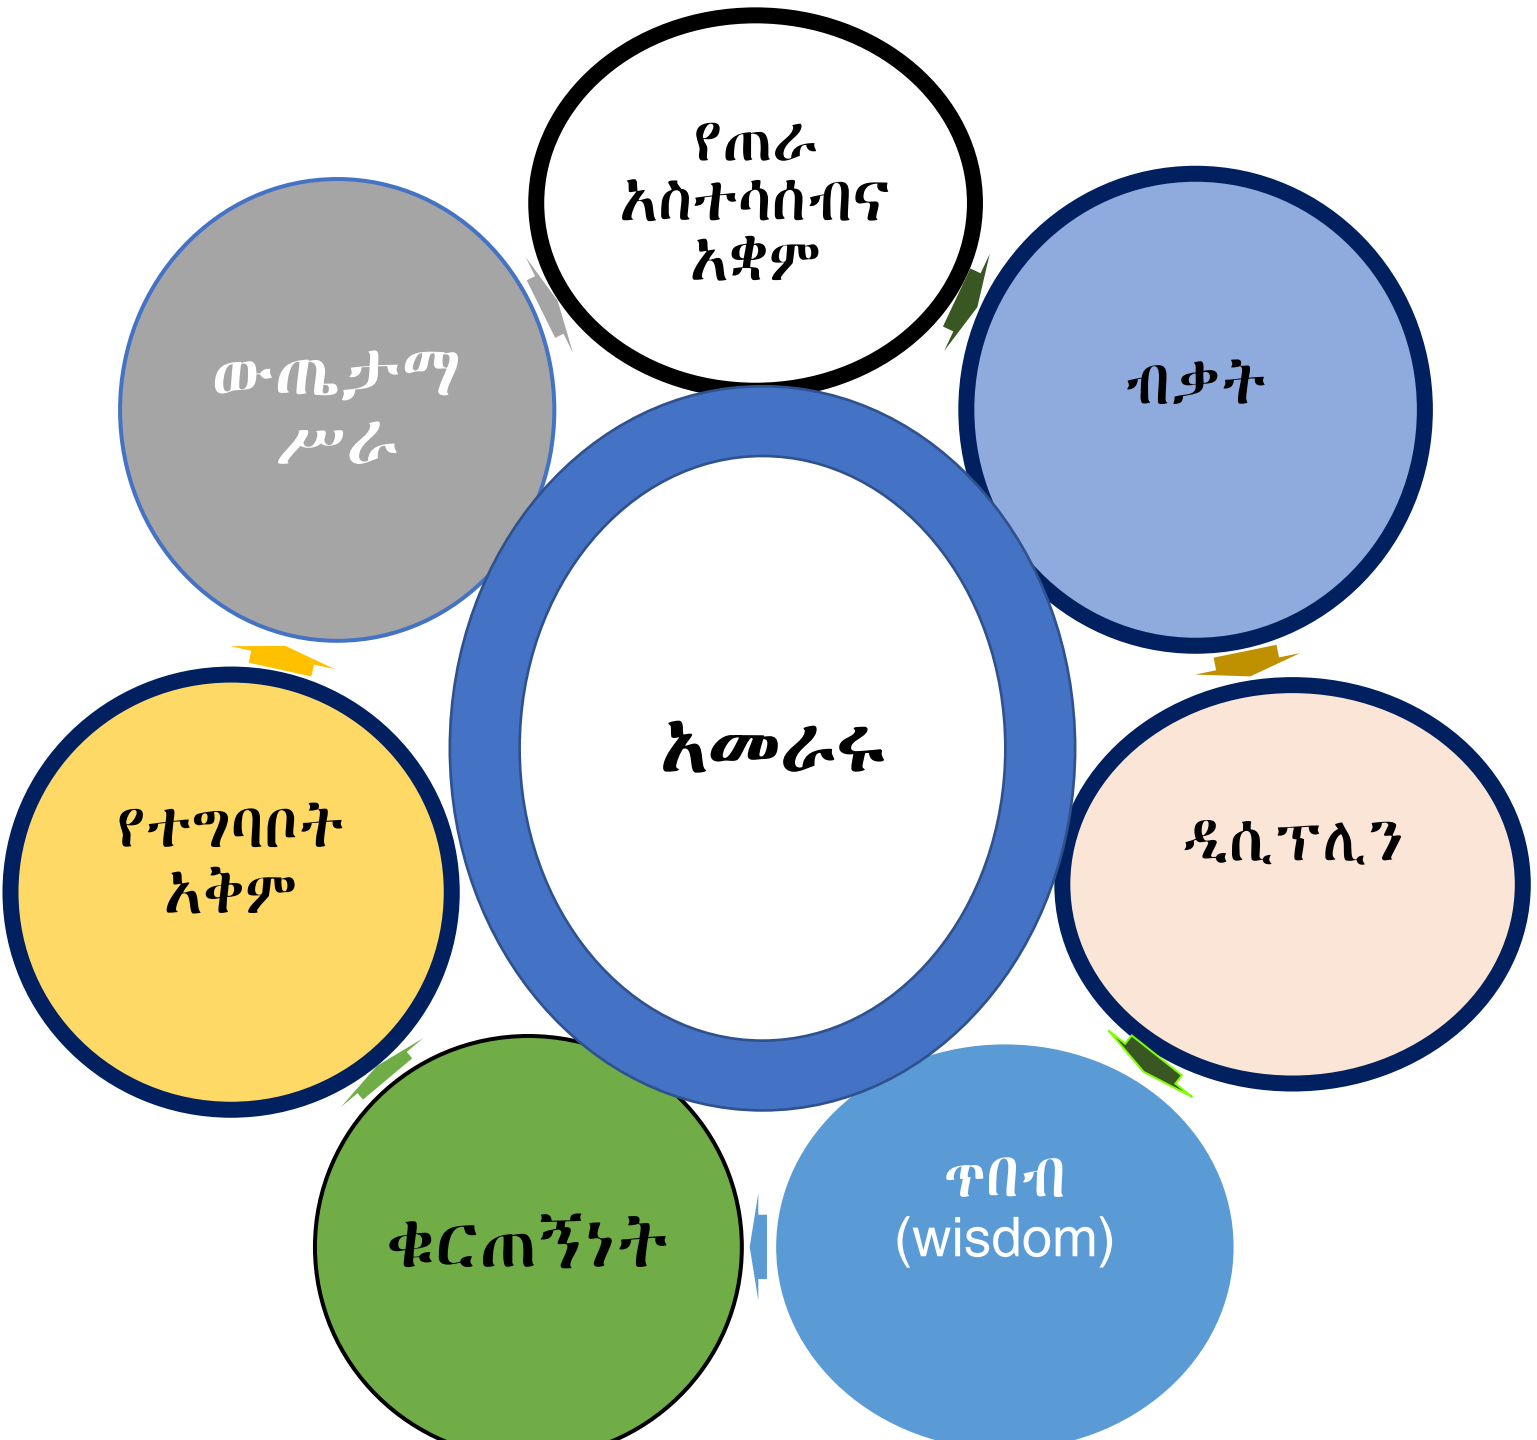 የጠራ
አስተሳሰብና
አቋም
ብቃት
ዲሲፕሊን
ጥበብ
(wisdom)
ቁርጠኝነት
የተግባቦት
አቅም
ውጤታማ
ሥራ
አመራሩ